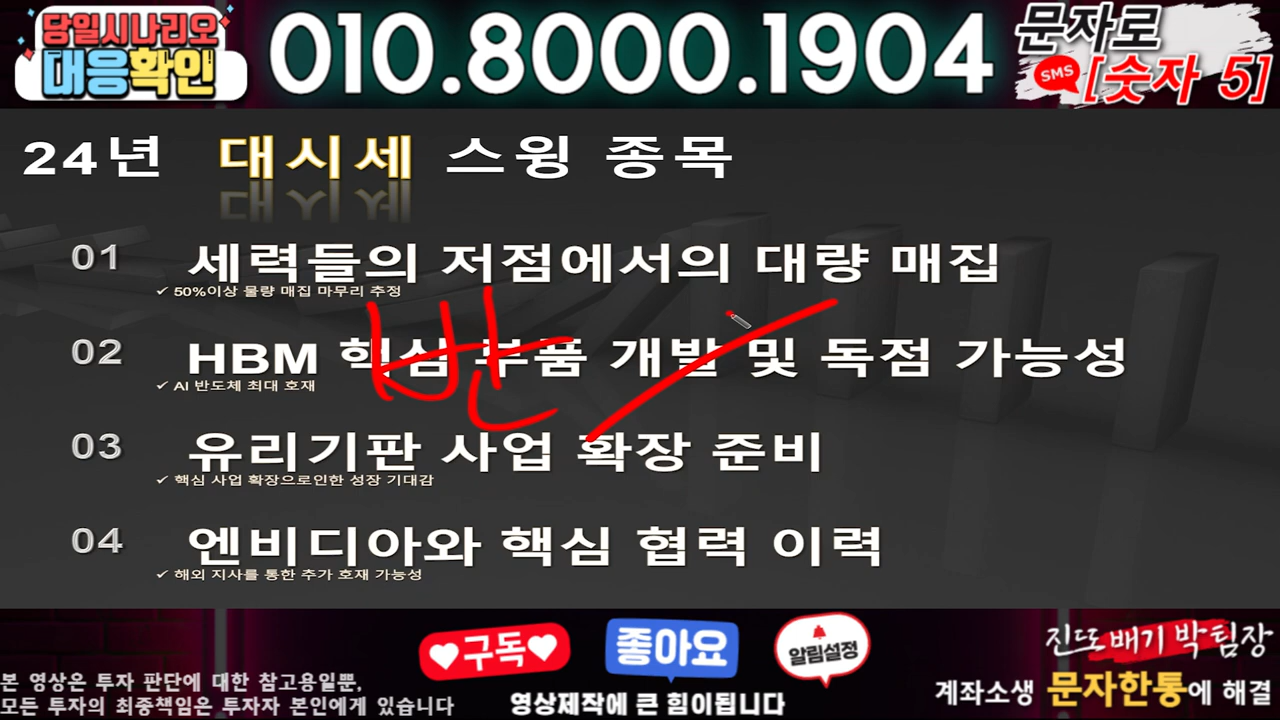 당일시나리오
대응확인
010.8000.1904
문자로
SMS [숫자 5]
24년 대시세 스윙 종목
01 세력들의 저점에서의 대량 매집
✓ 50%이상 물량 매집 마무리 추정
02 HBM 핵심 부품 개발 및 독점 가능성
✓ AI 반도체 최대 호재
반
03 유리기판 사업 확장 준비
✓ 핵심 사업 확장으로인한 성장 기대감
04 엔비디아와 핵심 협력 이력
✓ 해외 지사를 통한 추가 호재 가능성
구독
좋아요
알림설정
영상제작에 큰 힘이됩니다
본 영상은 투자 판단에 대한 참고용일뿐,
모든 투자의 최종책임은 투자자 본인에게 있습니다
진또배기 박팀장
계좌소생 문자한통에 해결